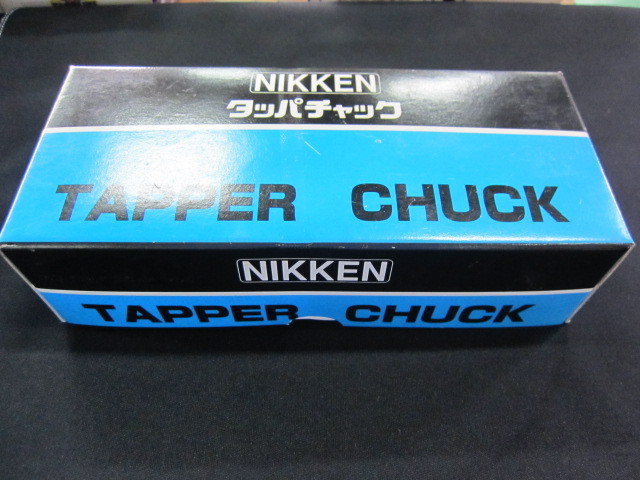 NIKKEN
タッパチャック
TAPPER CHUCK
NIKKEN
TAPPER CHUCK